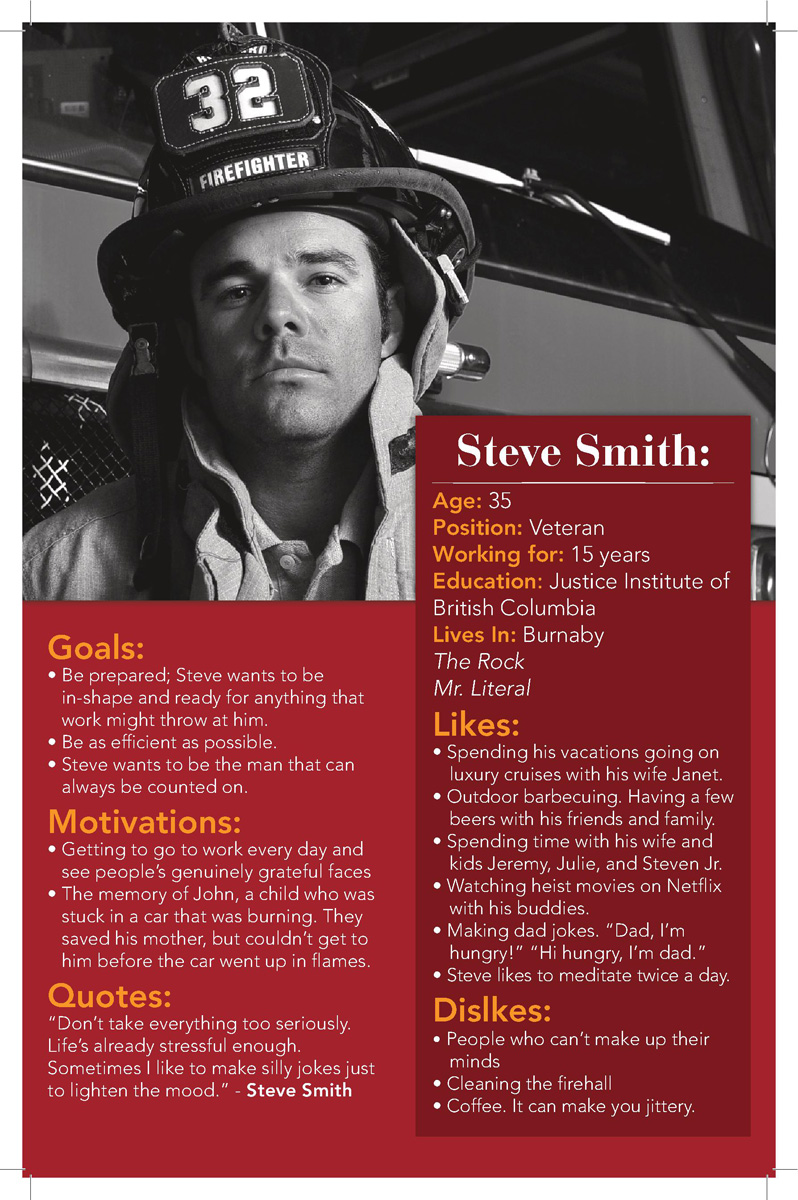 32
FIREFIGHTER
Steve Smith:
Age: 35
Position: Veteran
Working for: 15 years
Education: Justice Institute of
British Columbia
Lives In: Burnaby
The Rock
Mr. Literal
Likes:
• Spending his vacations going on
luxury cruises with his wife Janet.
• Outdoor barbecuing. Having a few
beers with his friends and family.
• Spending time with his wife and
kids Jeremy, Julie, and Steven Jr.
• Watching heist movies on Netflix
with his buddies.
• Making dad jokes. “Dad, I’m
hungry!” “Hi hungry, I’m dad.”
• Steve likes to meditate twice a day.
Dislkes:
• People who can’t make up their
minds
• Cleaning the firehall
• Coffee. It can make you jittery.
Goals:
• Be prepared; Steve wants to be
in-shape and ready for anything that
work might throw at him.
• Be as efficient as possible.
• Steve wants to be the man that can
always be counted on.
Motivations:
• Getting to go to work every day and
see people’s genuinely grateful faces
• The memory of John, a child who was
stuck in a car that was burning. They
saved his mother, but couldn’t get to
him before the car went up in flames.
Quotes:
“Don’t take everything too seriously.
Life’s already stressful enough.
Sometimes I like to make silly jokes just
to lighten the mood.” - Steve Smith